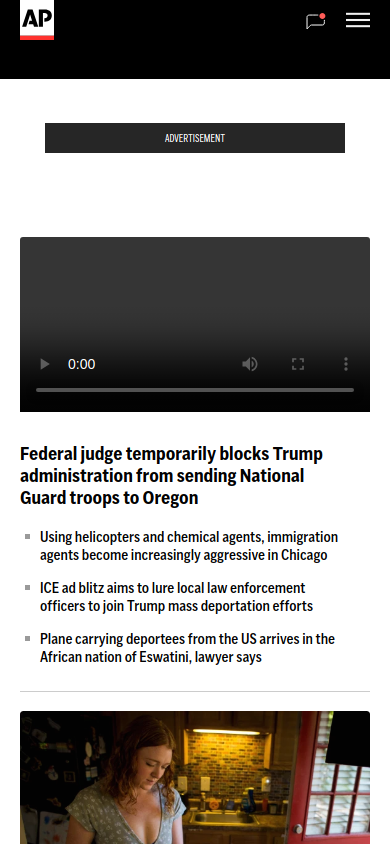 AP
ADVERTISEMENT
0:00
Federal judge temporarily blocks Trump
administration from sending National
Guard troops to Oregon
Using helicopters and chemical agents, immigration
agents become increasingly aggressive in Chicago
ICE ad blitz aims to lure local law enforcement
officers to join Trump mass deportation efforts
Plane carrying deportees from the US arrives in the
African nation of Eswatini, lawyer says